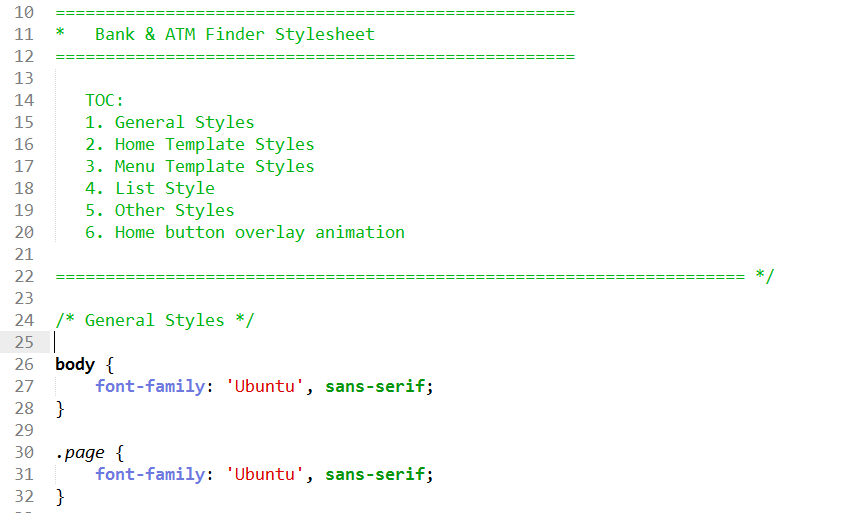 10 ====================================================
11 *   Bank & ATM Finder Stylesheet
12 ====================================================
13
14    TOC:
15    1. General Styles
16    2. Home Template Styles
17    3. Menu Template Styles
18    4. List Style
19    5. Other Styles
20    6. Home button overlay animation
21
22 ===================================================================== */
23
24 /* General Styles */
25
26 body {
27     font-family: 'Ubuntu', sans-serif;
28 }
29
30 .page {
31     font-family: 'Ubuntu', sans-serif;
32 }